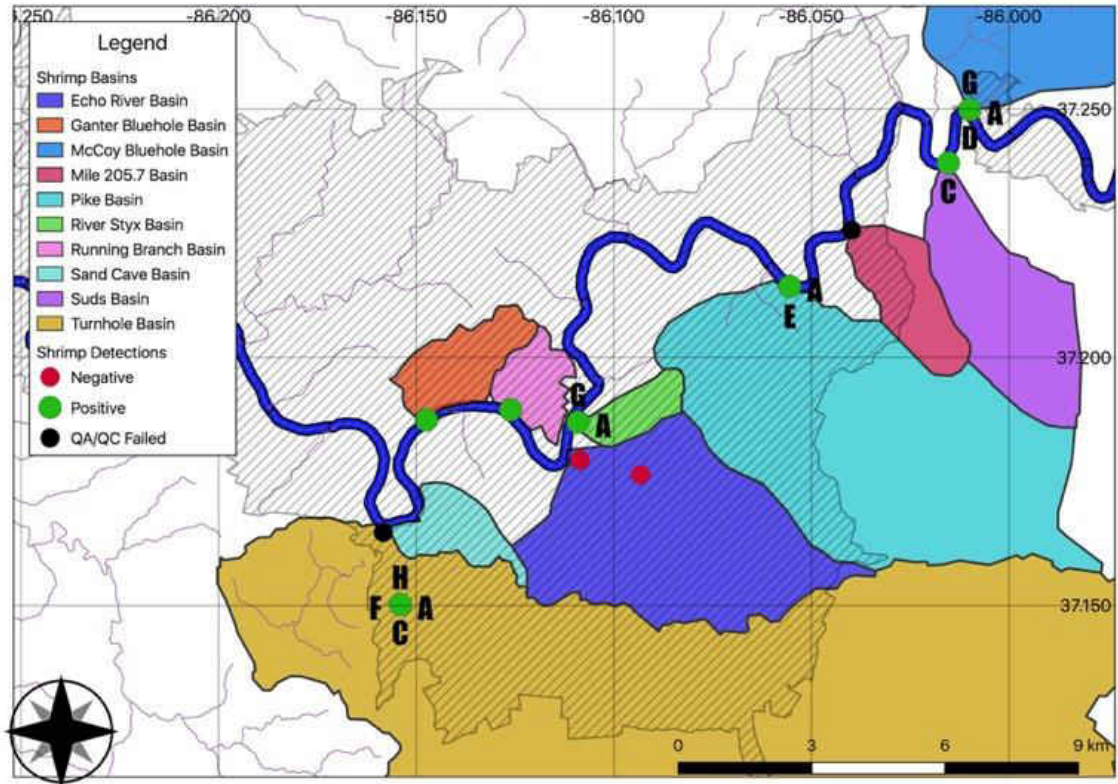 .250
-86.200
-86.150
-86.100
-86.050
-86.000
Legend
Shrimp Basins
Echo River Basin
Ganter Bluehole Basin
McCoy Bluehole Basin
Mile 205.7 Basin
Pike Basin
River Styx Basin
Running Branch Basin
Sand Cave Basin
Suds Basin
Turnhole Basin
Shrimp Detections
Negative
Positive
QA/QC Failed
G
A
37.250
D
C
A
E
37.200
G
A
H
F A
37.150
C
0 3 6 9 km